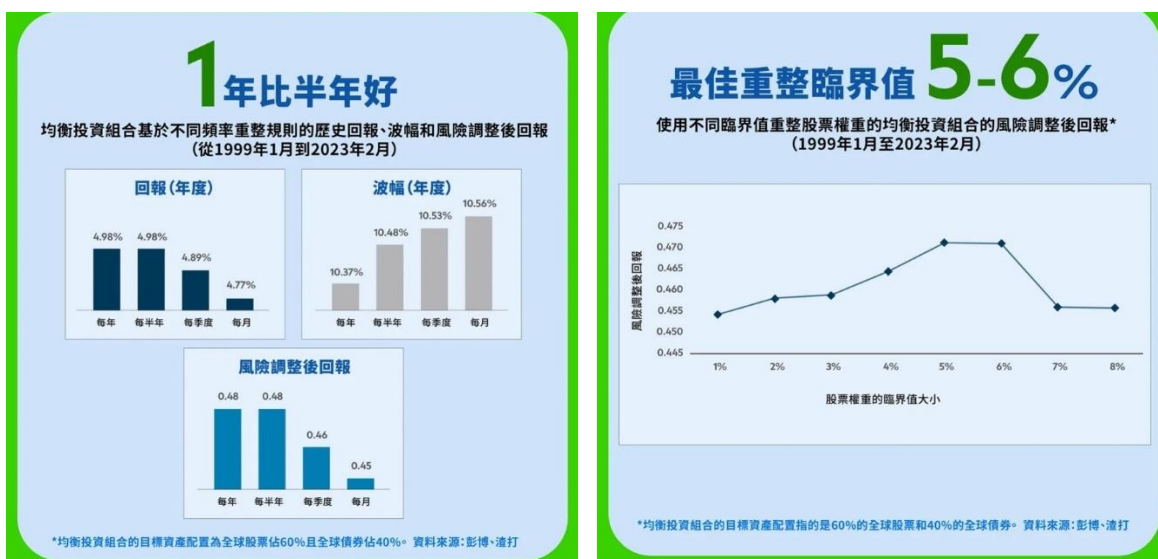 1年比半年好
均衡投資組合基於不同頻率重整規則的歷史回報、波幅和風險調整後回報
(從1999年1月到2023年2月)
回報(年度)
4.98%
4.98%
4.89%
4.77%
每年
每半年
每季度
每月
波幅(年度)
10.37%
10.48%
10.53%
10.56%
每年
每半年
每季度
每月
風險調整後回報
0.48
0.48
0.46
0.45
每年
每半年
每季度
每月
*均衡投資組合的目標資產配置為全球股票佔60%且全球債券佔40%。 資料來源:彭博、渣打
最佳重整臨界值 5-6%
使用不同臨界值重整股票權重的均衡投資組合的風險調整後回報*
(1999年1月至2023年2月)
風險調整後回報
0.475
0.470
0.465
0.460
0.455
0.450
0.445
1%
2%
3%
4%
5%
6%
7%
8%
股票權重的臨界值大小
*均衡投資組合的目標資產配置指的是60%的全球股票和40%的全球債券。 資料來源:彭博、渣打